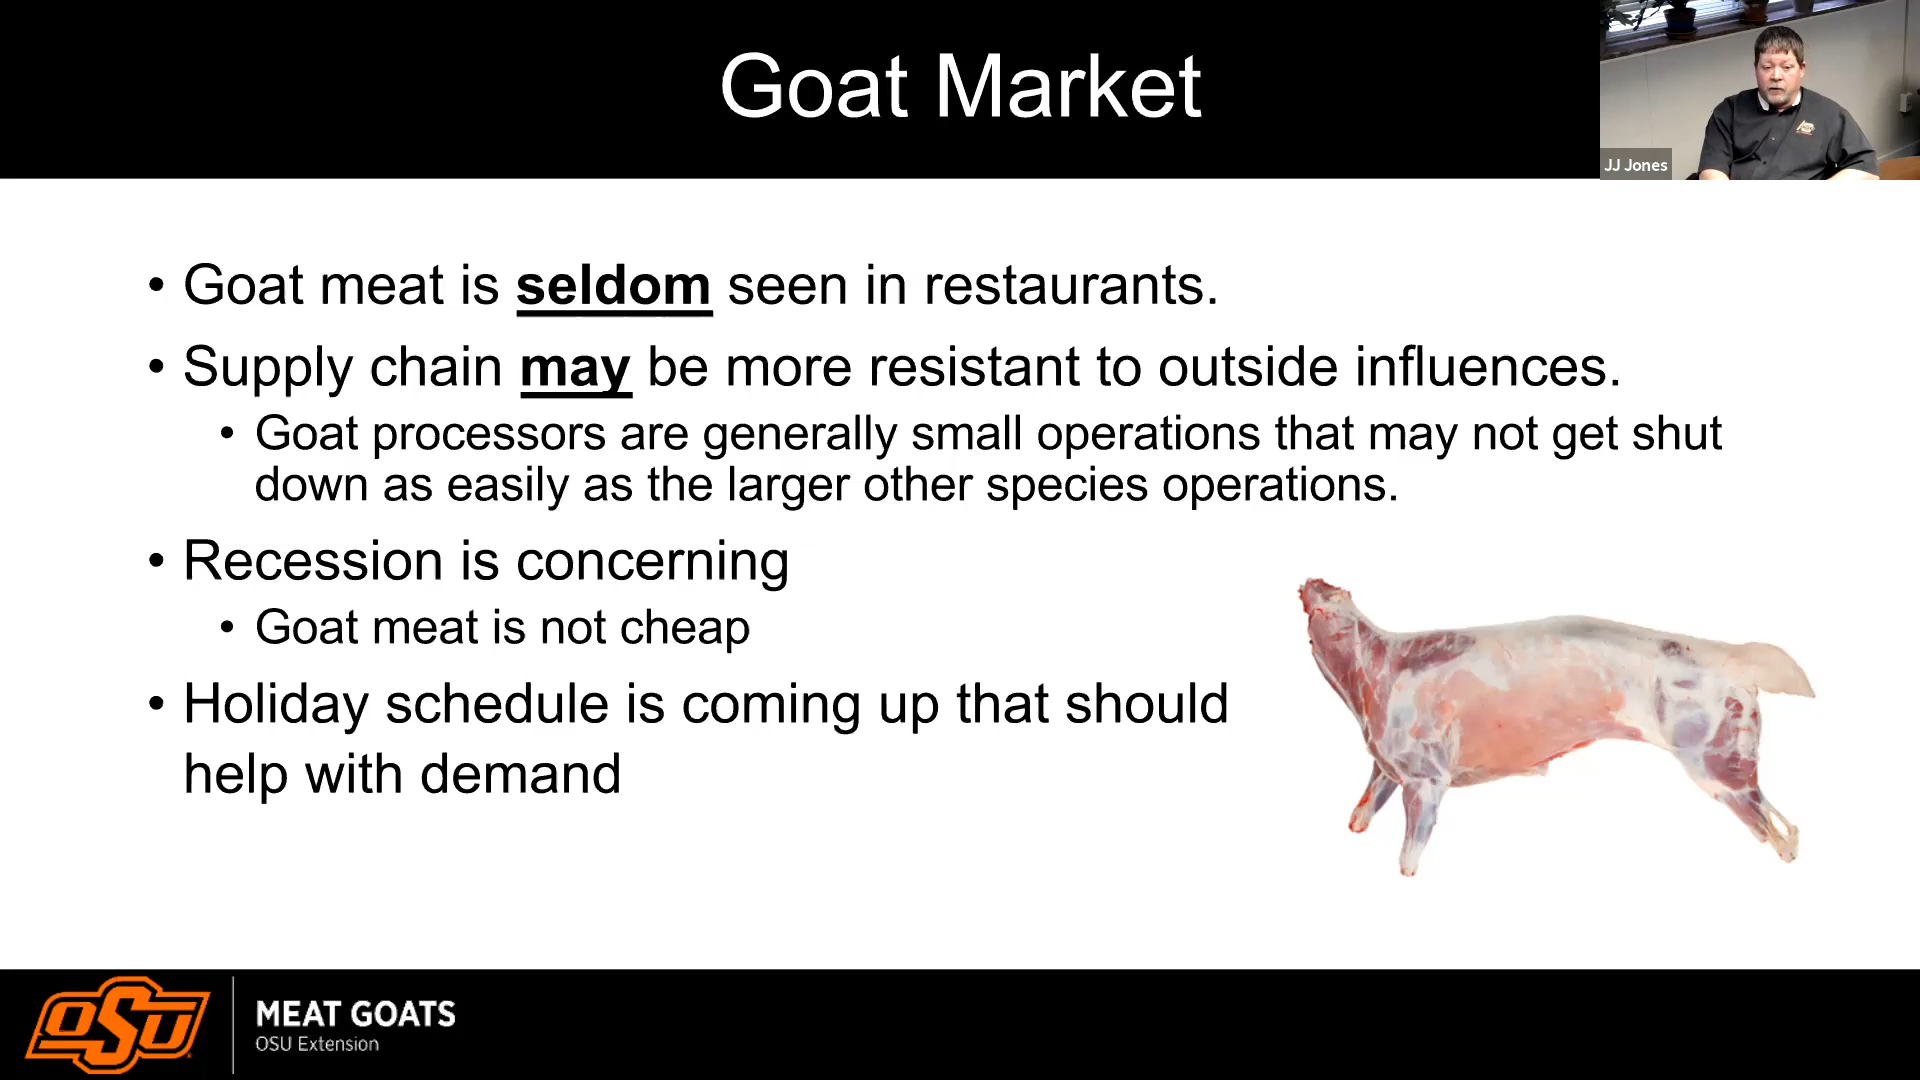 Goat Market
JJ Jones
• Goat meat is seldom seen in restaurants.
• Supply chain may be more resistant to outside influences.
• Goat processors are generally small operations that may not get shut
down as easily as the larger other species operations.
• Recession is concerning
• Goat meat is not cheap
• Holiday schedule is coming up that should
help with demand
OSU
MEAT GOATS
OSU Extension